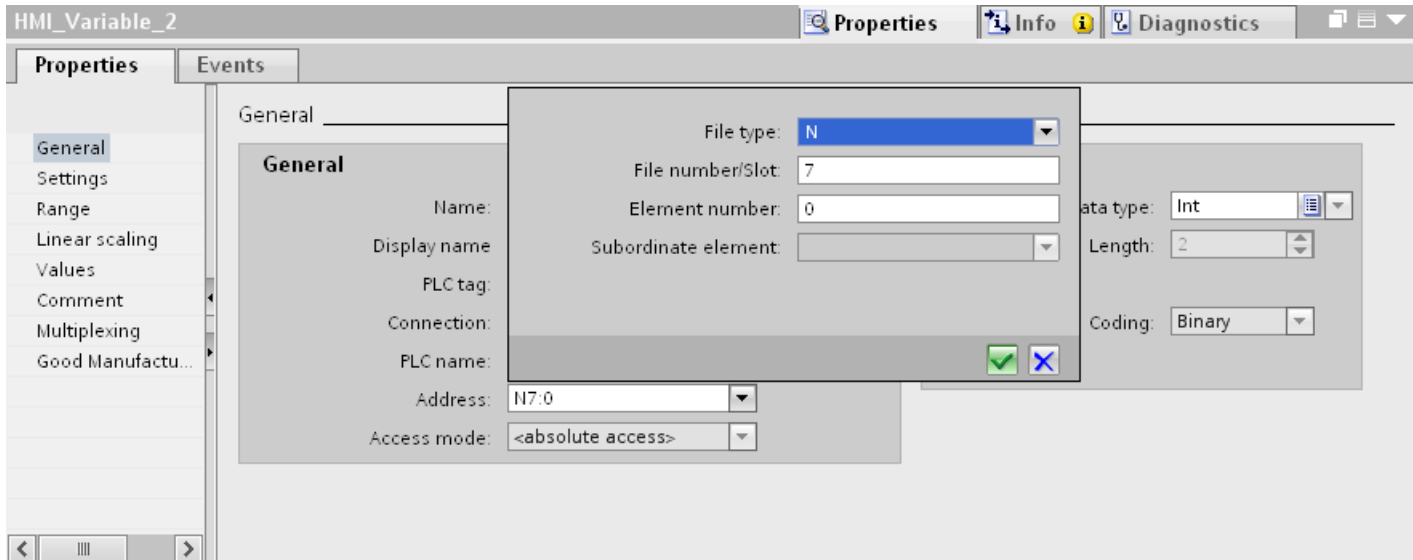 HMI_Variable_2 Properties Info Diagnostics
Properties Events
General
General
Settings
Range
Linear scaling
Values
Comment
Multiplexing
Good Manufactu...
General
Name:
Display name
PLC tag:
Connection:
PLC name:
Address: N7:0
Access mode: <absolute access>
File type: N
File number/Slot: 7
Element number: 0
Subordinate element:
ata type: Int
Length: 2
Coding: Binary